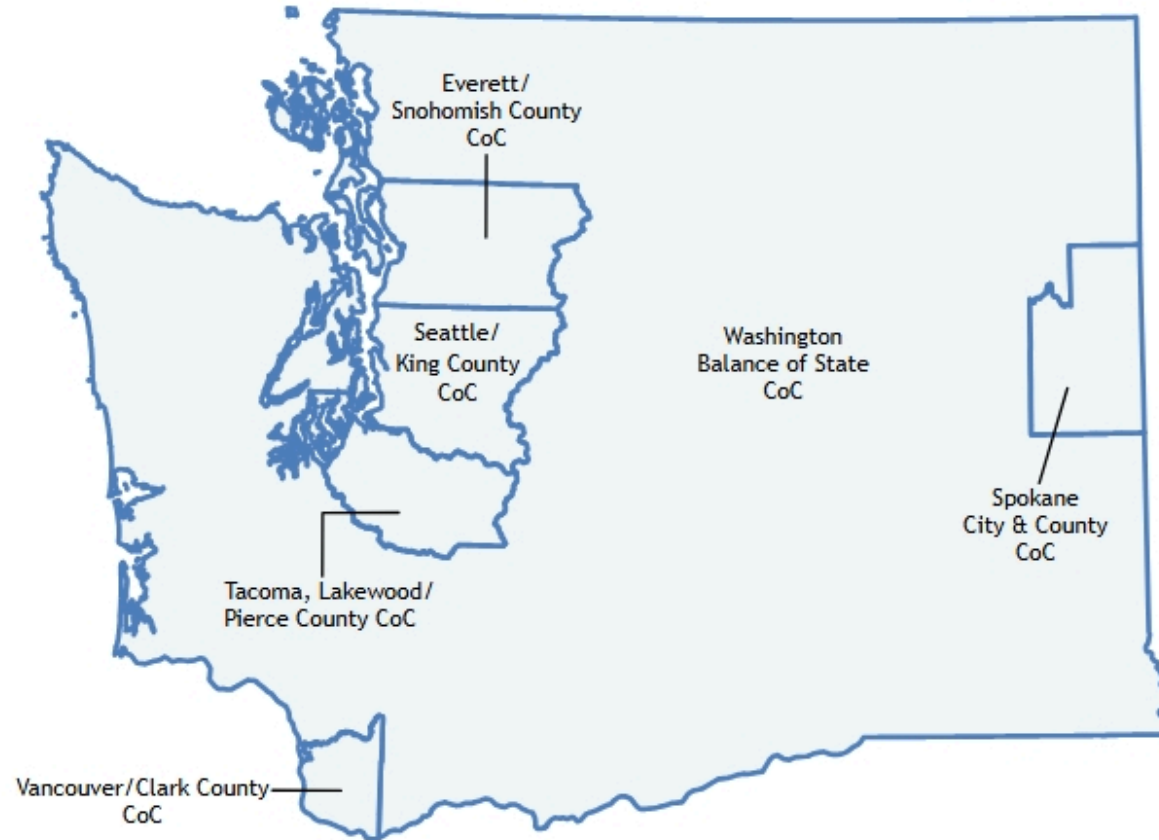 Everett/
Snohomish County
CoC
Seattle/
King County
CoC
Washington
Balance of State
CoC
Spokane
City & County
CoC
Tacoma, Lakewood/
Pierce County CoC
Vancouver/Clark County
CoC